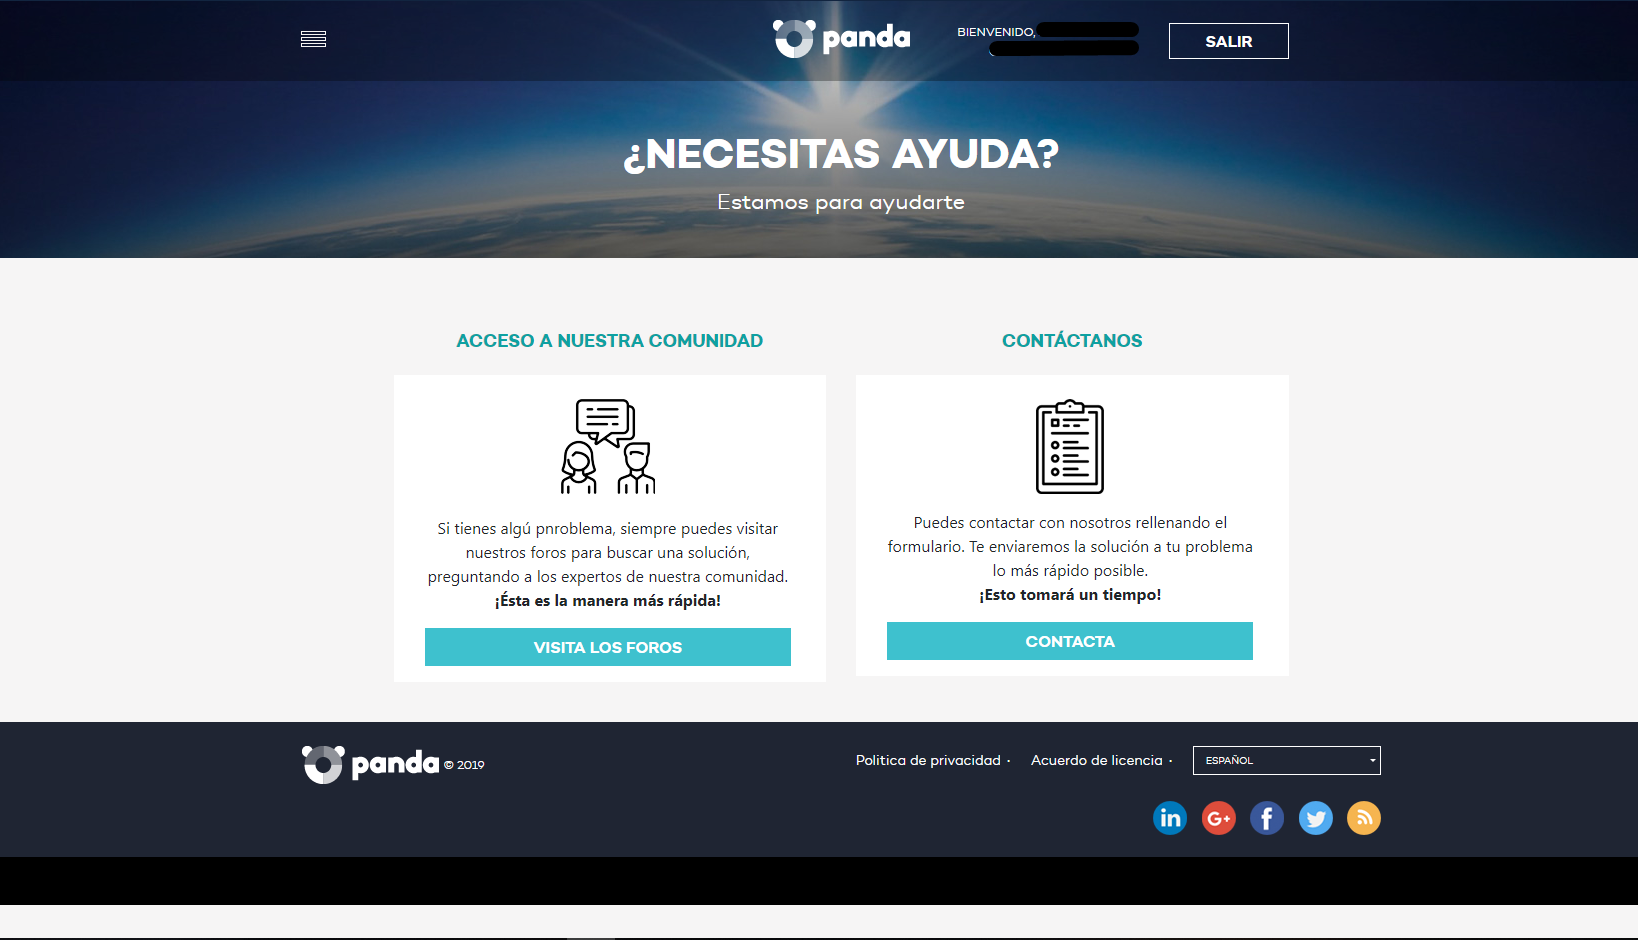 panda
BIENVENIDO,
SALIR
¿NECESITAS AYUDA?
Estamos para ayudarte
ACCESO A NUESTRA COMUNIDAD
Si tienes algú pnroblema, siempre puedes visitar
nuestros foros para buscar una solución,
preguntando a los expertos de nuestra comunidad.
¡Ésta es la manera más rápida!
VISITA LOS FOROS
CONTÁCTANOS
Puedes contactar con nosotros rellenando el
formulario. Te enviaremos la solución a tu problema
lo más rápido posible.
¡Esto tomará un tiempo!
CONTACTA
panda © 2019
Politica de privacidad ·
Acuerdo de licencia ·
ESPAÑOL
in
G+
f